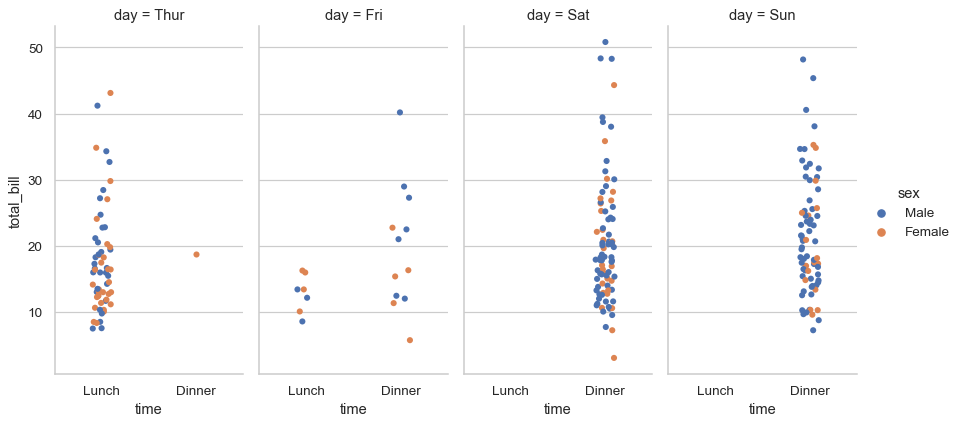 day = Thur
day = Fri
day = Sat
day = Sun
total_bill
50
40
30
20
10
Lunch
Dinner
time
Lunch
Dinner
time
Lunch
Dinner
time
Lunch
Dinner
time
sex
Male
Female